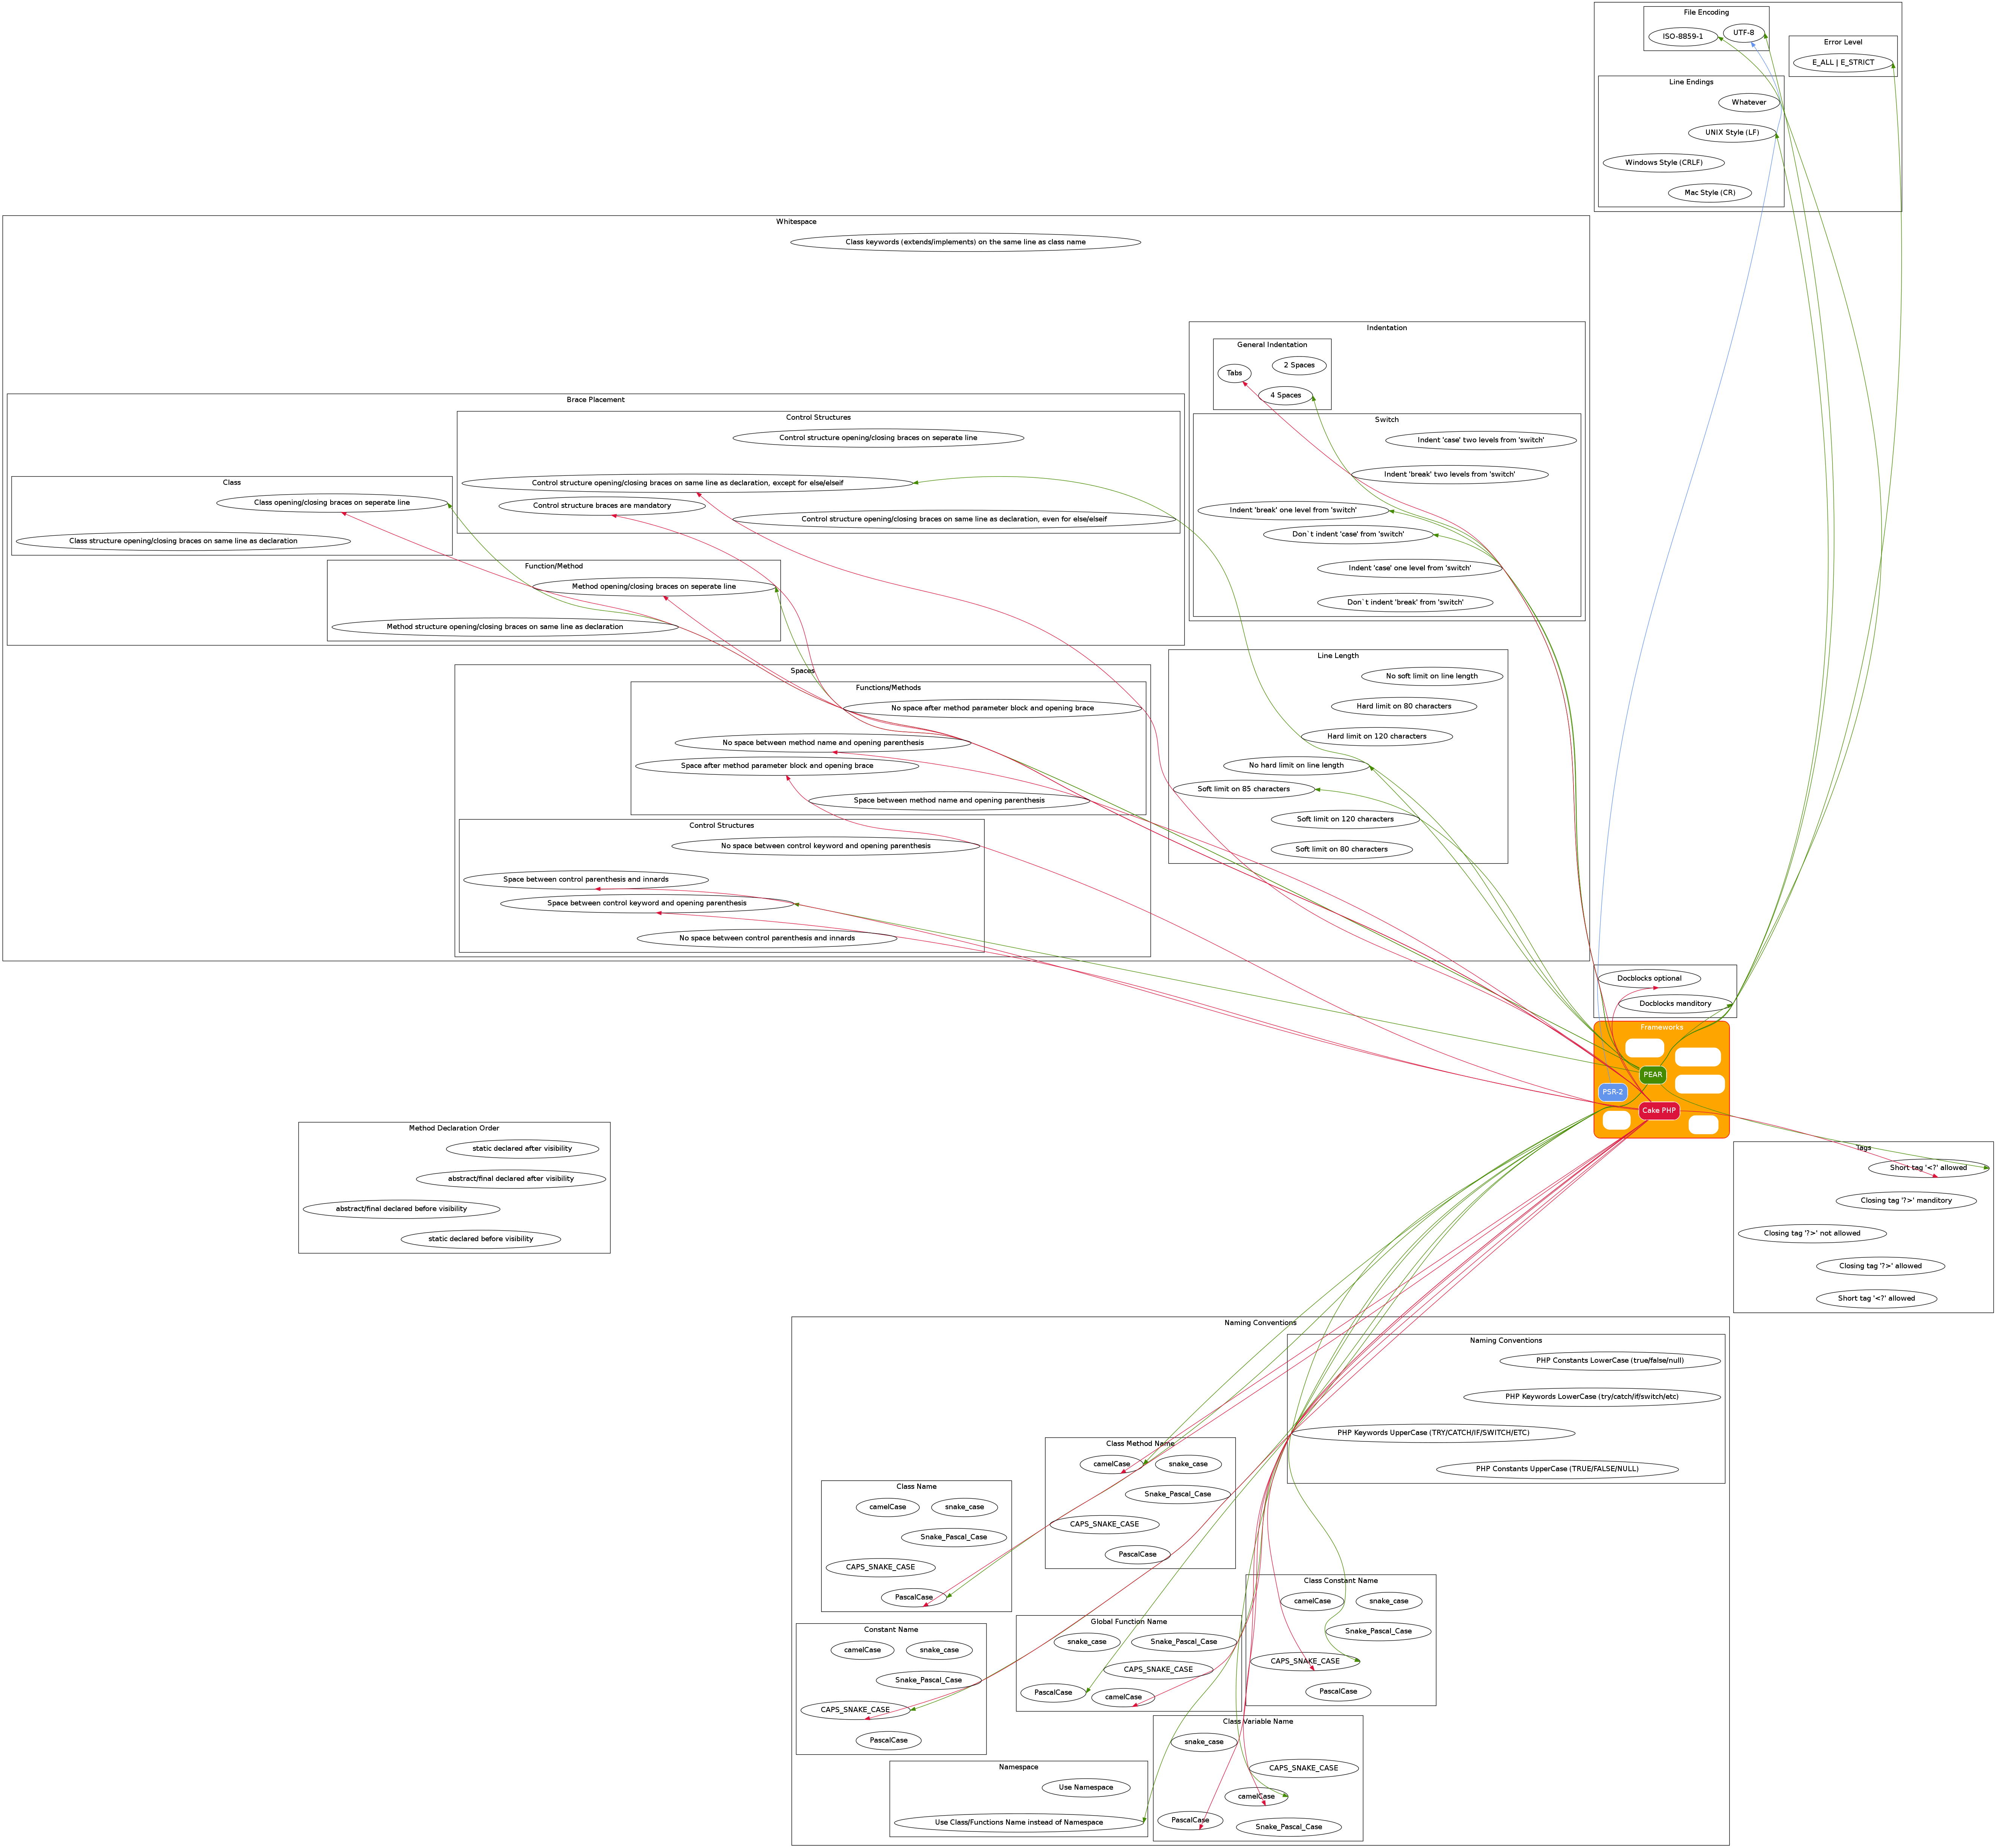 File Encoding
ISO-8859-1
UTF-8
Error Level
E_ALL | E_STRICT
Line Endings
Whatever
UNIX Style (LF)
Windows Style (CRLF)
Mac Style (CR)
Whitespace
Class keywords (extends/implements) on the same line as class name
Indentation
General Indentation
2 Spaces
Tabs
4 Spaces
Switch
Indent 'case' two levels from 'switch'
Indent 'break' two levels from 'switch'
Indent 'break' one level from 'switch'
Don`t indent 'case' from 'switch'
Indent 'case' one level from 'switch'
Don`t indent 'break' from 'switch'
Brace Placement
Control Structures
Control structure opening/closing braces on seperate line
Control structure opening/closing braces on same line as declaration, except for else/elseif
Control structure braces are mandatory
Control structure opening/closing braces on same line as declaration, even for else/elseif
Class
Class opening/closing braces on seperate line
Class structure opening/closing braces on same line as declaration
Function/Method
Method opening/closing braces on seperate line
Method structure opening/closing braces on same line as declaration
Spaces
Functions/Methods
No space after method parameter block and opening brace
No space between method name and opening parenthesis
Space after method parameter block and opening brace
Space between method name and opening parenthesis
Control Structures
No space between control keyword and opening parenthesis
Space between control parenthesis and innards
Space between control keyword and opening parenthesis
No space between control parenthesis and innards
Line Length
No soft limit on line length
Hard limit on 80 characters
Hard limit on 120 characters
No hard limit on line length
Soft limit on 85 characters
Soft limit on 120 characters
Soft limit on 80 characters
Docblocks optional
Docblocks manditory
Frameworks
PEAR
PSR-2
Cake PHP
Method Declaration Order
static declared after visibility
abstract/final declared after visibility
abstract/final declared before visibility
static declared before visibility
Tags
Short tag '<?' allowed
Closing tag '?>' manditory
Closing tag '?>' not allowed
Closing tag '?>' allowed
Short tag '<?' allowed
Naming Conventions
Naming Conventions
PHP Constants LowerCase (true/false/null)
PHP Keywords LowerCase (try/catch/if/switch/etc)
PHP Keywords UpperCase (TRY/CATCH/IF/SWITCH/ETC)
PHP Constants UpperCase (TRUE/FALSE/NULL)
Class Method Name
camelCase
snake_case
Snake_Pascal_Case
CAPS_SNAKE_CASE
PascalCase
Class Name
camelCase
snake_case
Snake_Pascal_Case
CAPS_SNAKE_CASE
PascalCase
Class Constant Name
camelCase
snake_case
Snake_Pascal_Case
CAPS_SNAKE_CASE
PascalCase
Global Function Name
snake_case
Snake_Pascal_Case
CAPS_SNAKE_CASE
PascalCase
camelCase
Constant Name
camelCase
snake_case
Snake_Pascal_Case
CAPS_SNAKE_CASE
PascalCase
Class Variable Name
snake_case
CAPS_SNAKE_CASE
camelCase
PascalCase
Snake_Pascal_Case
Namespace
Use Namespace
Use Class/Functions Name instead of Namespace